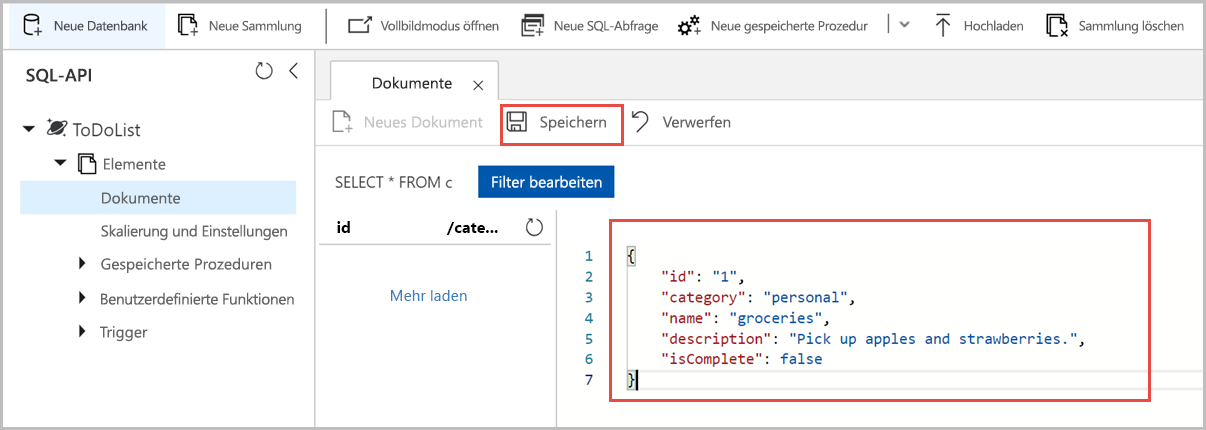 Neue Datenbank Neue Sammlung Vollbildmodus öffnen Neue SQL-Abfrage Neue gespeicherte Prozedur Hochladen Sammlung löschen
SQL-API
ToDoList
Elemente
Dokumente
Skalierung und Einstellungen
Gespeicherte Prozeduren
Benutzerdefinierte Funktionen
Trigger
Dokumente
Neues Dokument Speichern Verwerfen
SELECT * FROM c Filter bearbeiten
id /cate...
Mehr laden
1 {
2 "id": "1",
3 "category": "personal",
4 "name": "groceries",
5 "description": "Pick up apples and strawberries.",
6 "isComplete": false
7 }